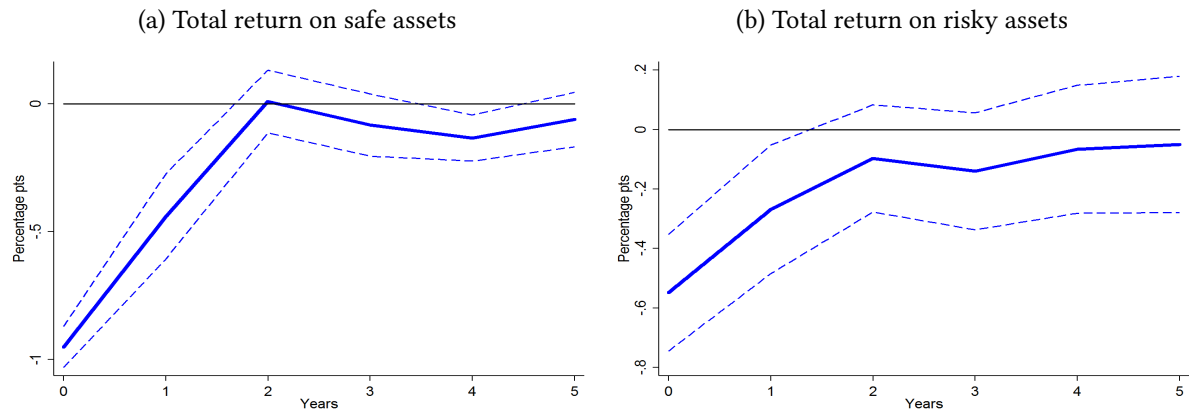 (a) Total return on safe assets
Percentage pts
0
-.5
-1
0 1 2 3 4 5
Years
(b) Total return on risky assets
Percentage pts
.2
0
-.2
-.4
-.6
-.8
0 1 2 3 4 5
Years